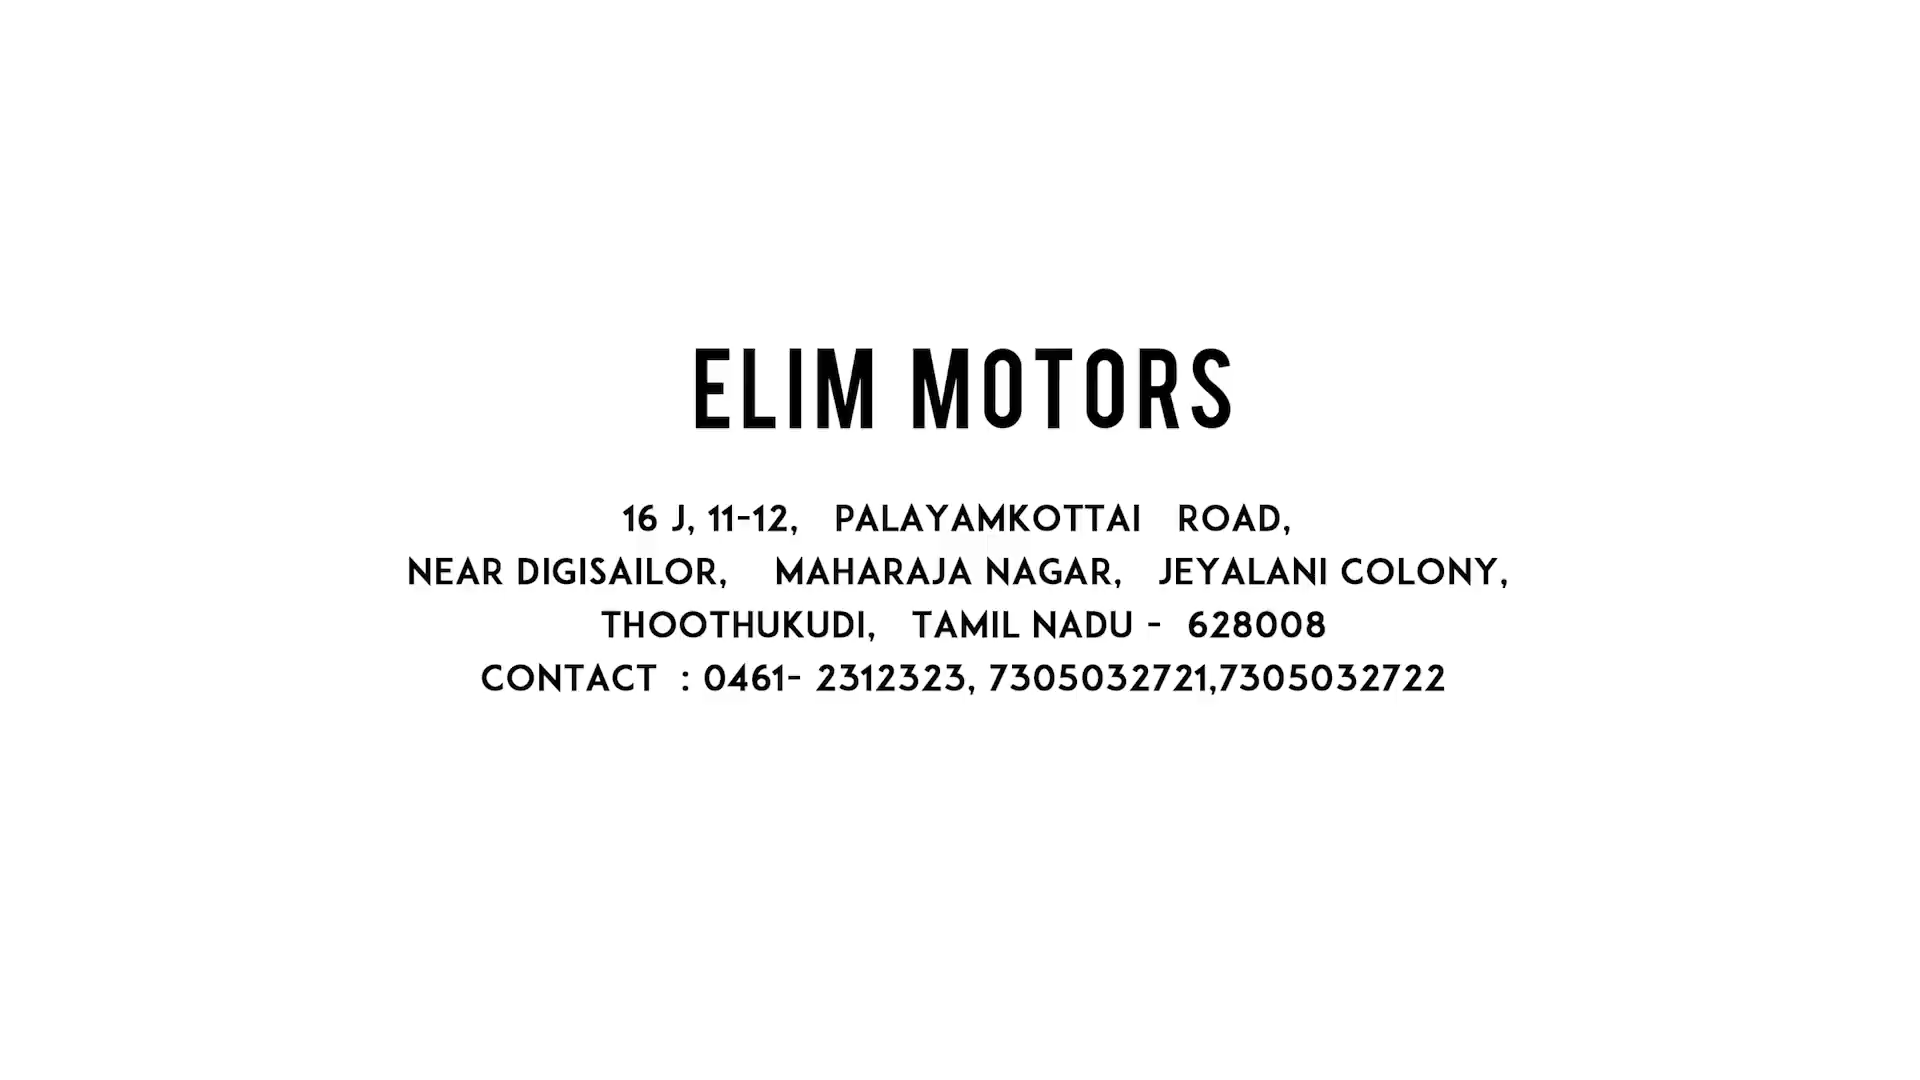 ELIM MOTORS
16 J, 11-12, PALAYAMKOTTAI ROAD,
NEAR DIGISAILOR, MAHARAJA NAGAR, JEYALANI COLONY,
THOOTHUKUDI, TAMIL NADU - 628008
CONTACT : 0461- 2312323, 7305032721,7305032722